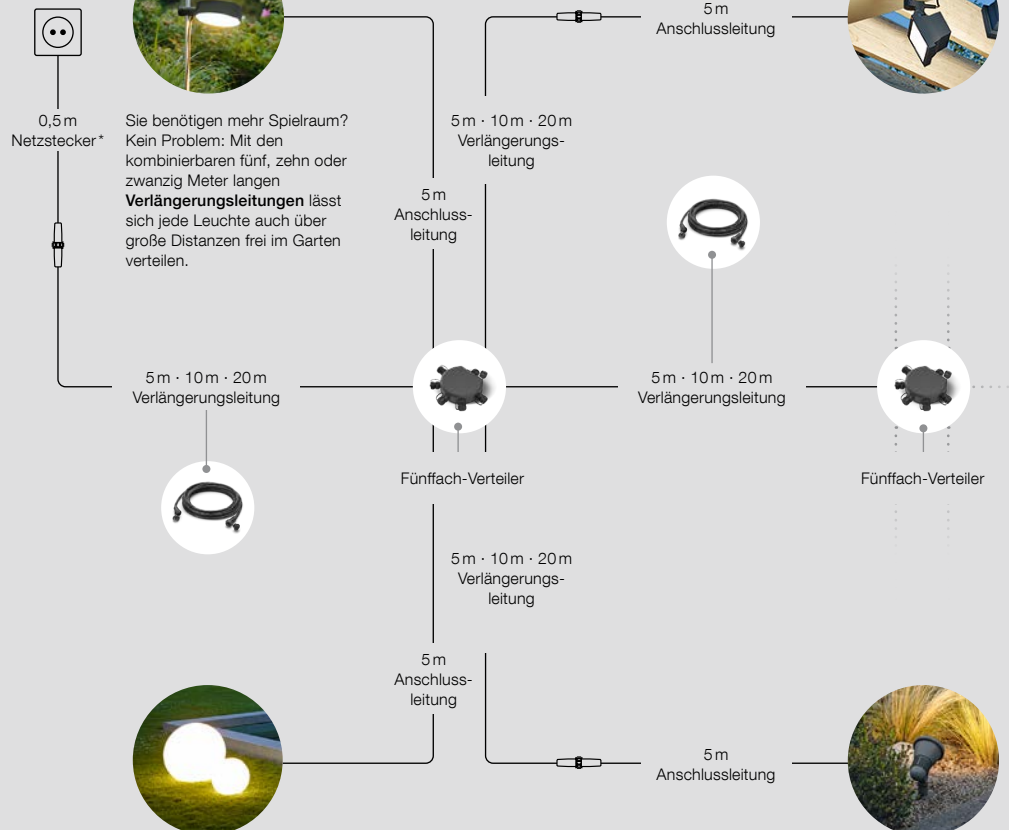 5 m
Anschlussleitung
0,5 m
Netzstecker*
Sie benötigen mehr Spielraum?
Kein Problem: Mit den
kombinierbaren fünf, zehn oder
zwanzig Meter langen
Verlängerungsleitungen lässt
sich jede Leuchte auch über
große Distanzen frei im Garten
verteilen.
5 m · 10 m · 20 m
Verlängerungs-
leitung
5 m
Anschluss-
leitung
5 m · 10 m · 20 m
Verlängerungsleitung
5 m · 10 m · 20 m
Verlängerungsleitung
Fünffach-Verteiler
Fünffach-Verteiler
5 m · 10 m · 20 m
Verlängerungs-
leitung
5 m
Anschluss-
leitung
5 m
Anschlussleitung